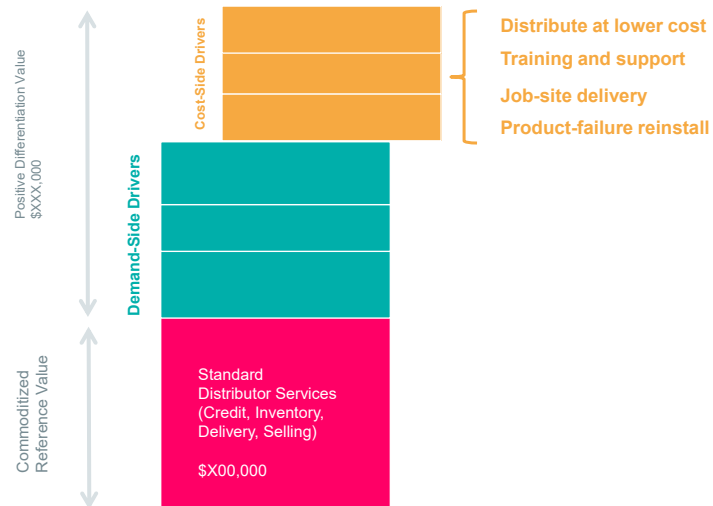 Positive Differentiation Value
$XXX,000
Cost-Side Drivers
Distribute at lower cost
Training and support
Job-site delivery
Product-failure reinstall
Demand-Side Drivers
Commoditized
Reference Value
Standard
Distributor Services
(Credit, Inventory,
Delivery, Selling)
$X00,000